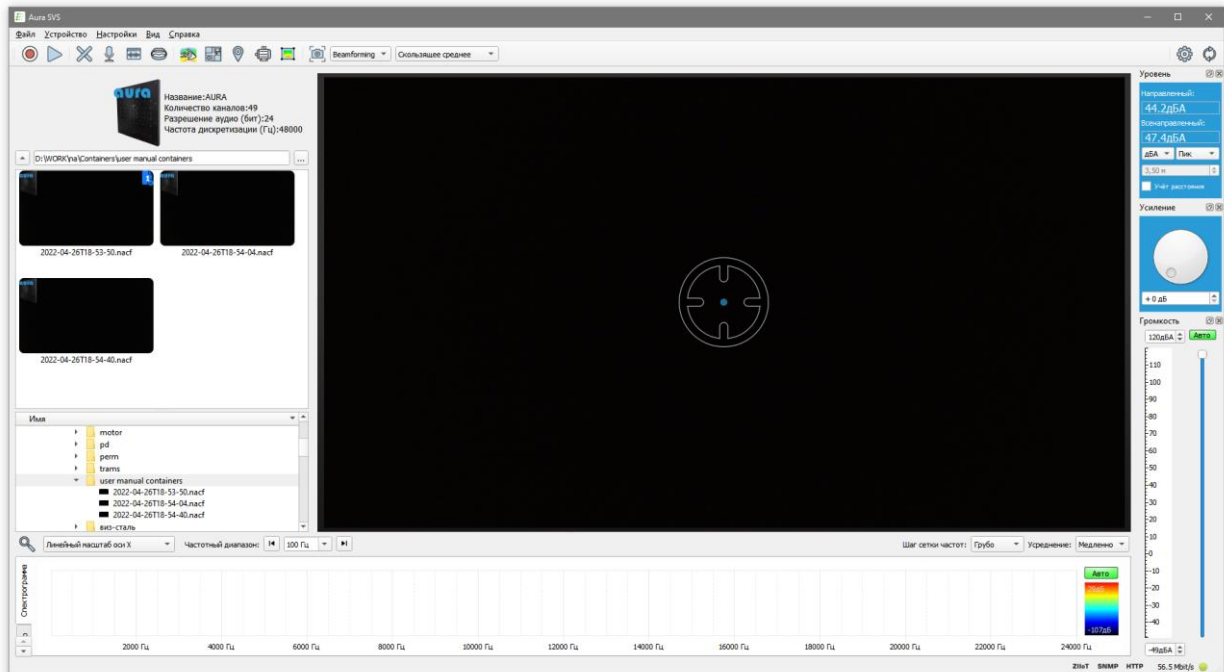 Aura SVS
Файл Устройство Настройки Вид Справка
Beamforming
Скользящее среднее
aura
Название:AURA
Количество каналов:49
Разрешение аудио (бит):24
Частота дискретизации (Гц):48000
D:\WORK\na\Containers\user manual containers
...
2022-04-26T18-53-50.nacf
2022-04-26T18-54-04.nacf
2022-04-26T18-54-40.nacf
Имя
motor
pd
perm
trams
user manual containers
2022-04-26T18-53-50.nacf
2022-04-26T18-54-04.nacf
2022-04-26T18-54-40.nacf
виз-сталь
Уровень
Направленный:
44.2дБА
Всенаправленный:
47.4дБА
дБА
Пик
3,50 м
Учёт расстояния
Усиление
+0 дБ
Громкость
120дБА
Авто
110
100
90
80
70
60
50
40
30
20
10
0
-10
-20
-30
-40
-49дБА
Линейный масштаб оси X
Частотный диапазон:
100 Гц
Шаг сетки частот: Грубо
Усреднение: Медленно
Спектрограмма
Авто
-107дБ
2000 Гц
4000 Гц
6000 Гц
8000 Гц
10000 Гц
12000 Гц
14000 Гц
16000 Гц
18000 Гц
20000 Гц
22000 Гц
24000 Гц
ZIIoT SNMP HTTP 56.5 Mbit/s